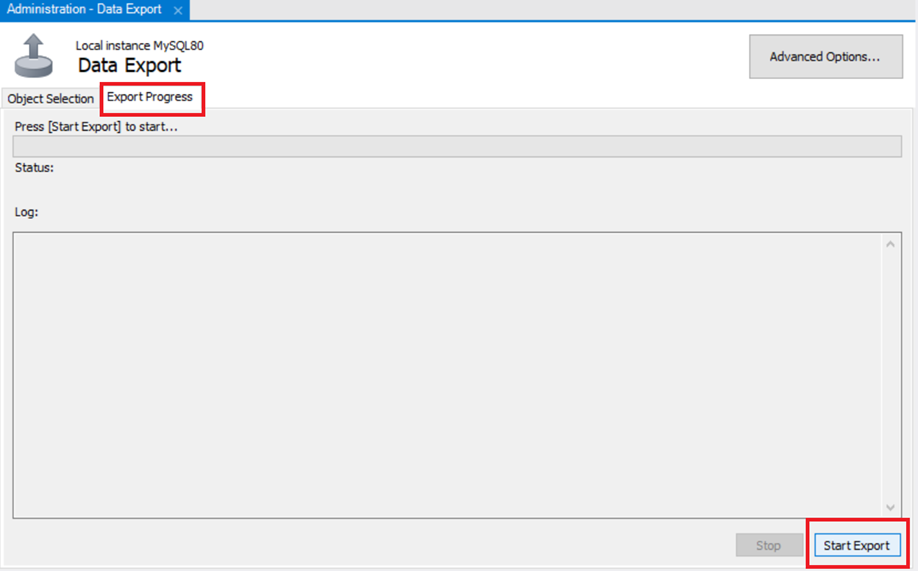 Administration - Data Export ×
Local instance MySQL80
Data Export
Advanced Options...
Object Selection Export Progress
Press [Start Export] to start...
Status:
Log:
Stop Start Export